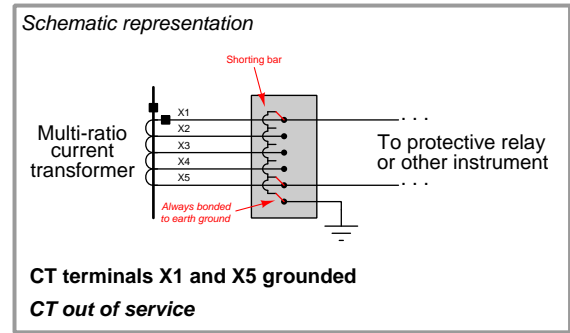 Schematic representation
Shorting bar
X1
X2
X3
X4
X5
Multi-ratio
current
transformer
To protective relay
or other instrument
. . .
. . .
Always bonded
to earth ground
CT terminals X1 and X5 grounded
CT out of service